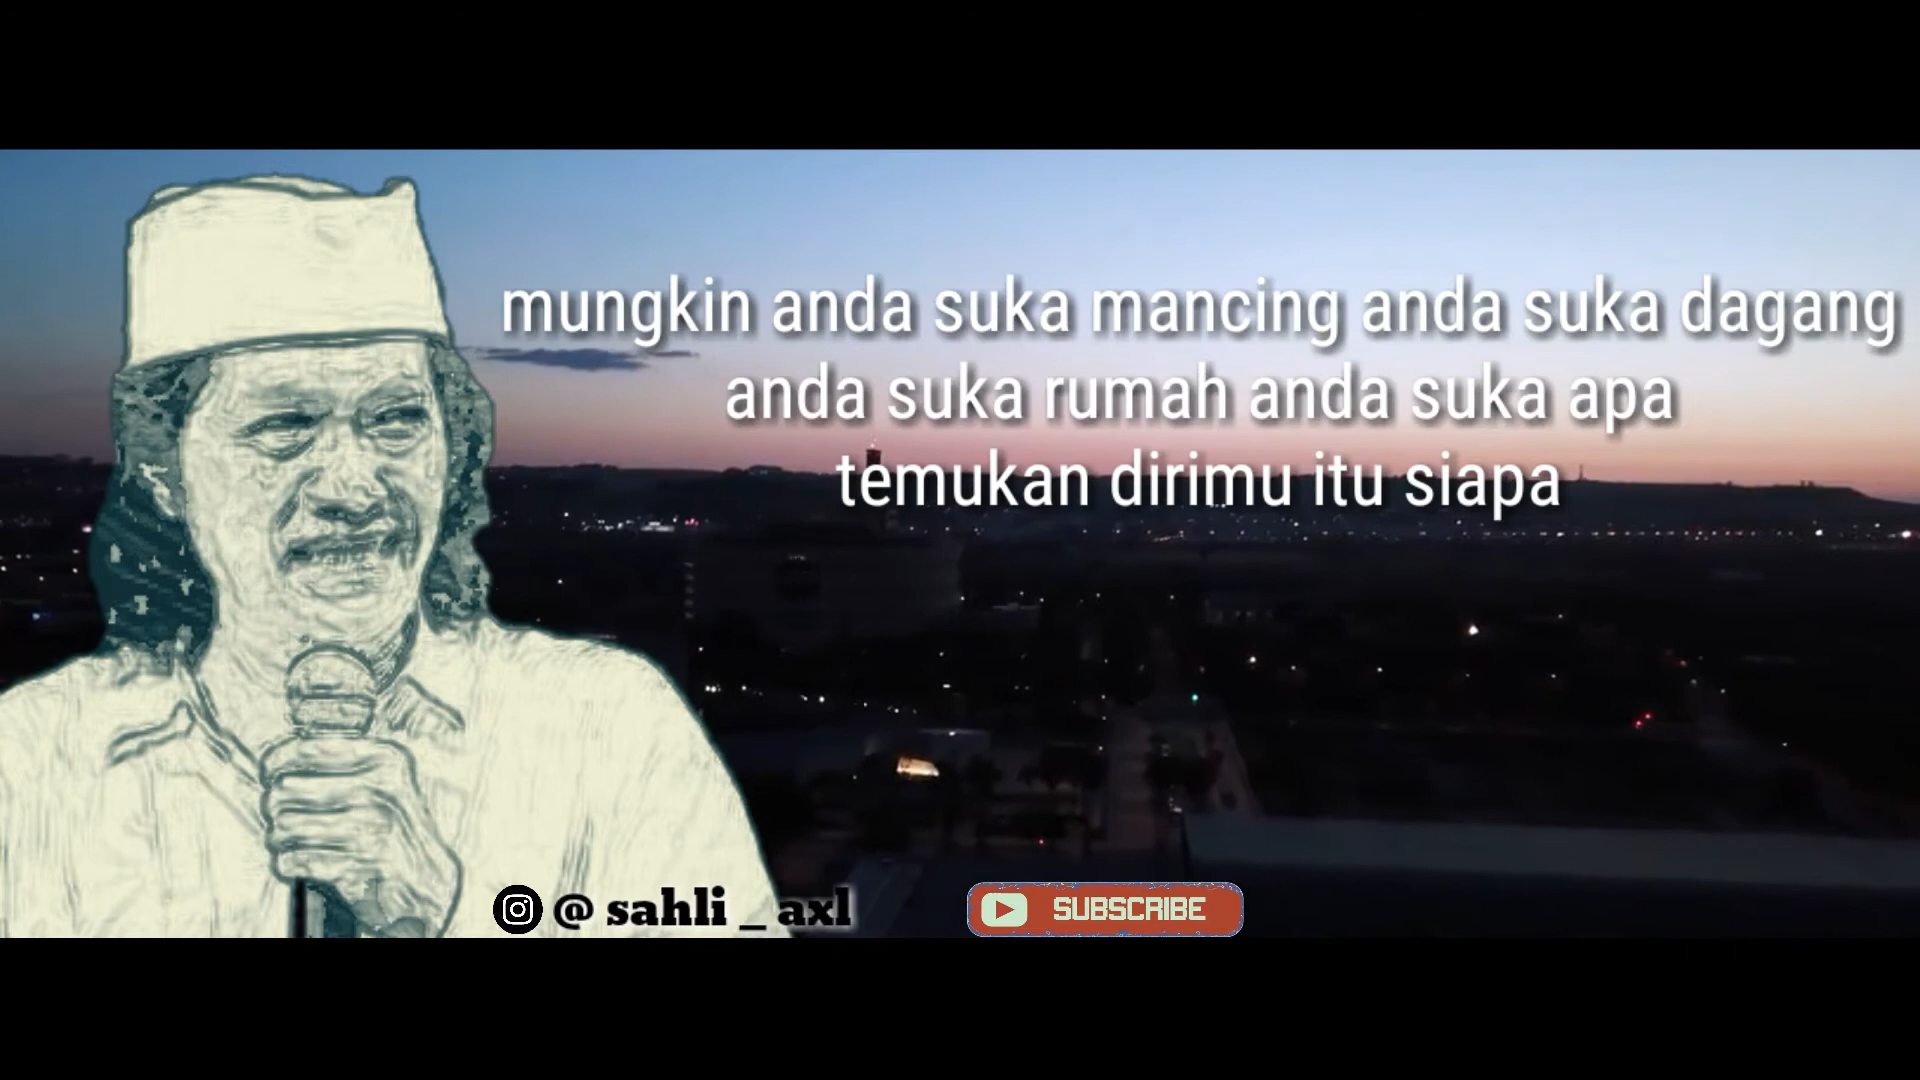 mungkin anda suka mancing anda suka dagang
anda suka rumah anda suka apa
temukan dirimu itu siapa
@ sahli _ axl
SUBSCRIBE